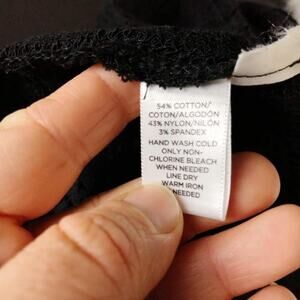 54% COTTON/
COTON/ALGODÓN
43% NYLON/NILÓN/
3% SPANDEX
HAND WASH COLD
ONLY NON-
CHLORINE BLEACH
WHEN NEEDED
LINE DRY
WARM IRON
NEEDED